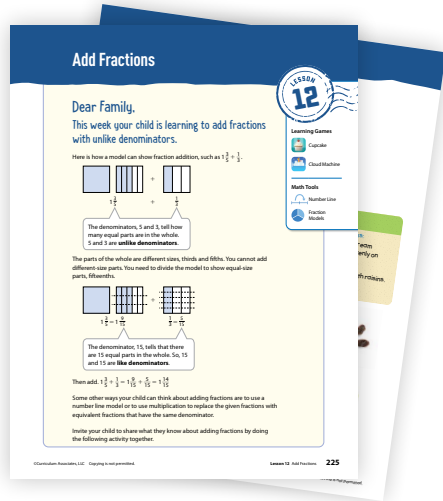 Add Fractions
LESSON
12
Dear Family,
This week your child is learning to add fractions
with unlike denominators.
Here is how a model can show fraction addition, such as 1 3/5 + 1/3.
+
1 3/5 + 1/3
The denominators, 5 and 3, tell how
many equal parts are in the whole.
5 and 3 are unlike denominators.
The parts of the whole are different sizes, thirds and fifths. You cannot add
different-size parts. You need to divide the model to show equal-size
parts, fifteenths.
+
1 3/5 = 1 9/15 1/3 = 5/15
The denominator, 15, tells that there
are 15 equal parts in the whole. So, 15
and 15 are like denominators.
Then add. 1 3/5 + 1/3 = 1 9/15 + 5/15 = 1 14/15
Some other ways your child can think about adding fractions are to use a
number line model or to use multiplication to replace the given fractions with
equivalent fractions that have the same denominator.
Invite your child to share what they know about adding fractions by doing
the following activity together.
Learning Games
Cupcake
Cloud Machine
Math Tools
Number Line
Fraction
Models
©Curriculum Associates, LLC Copying is not permitted.
Lesson 12 Add Fractions 225
raisins.